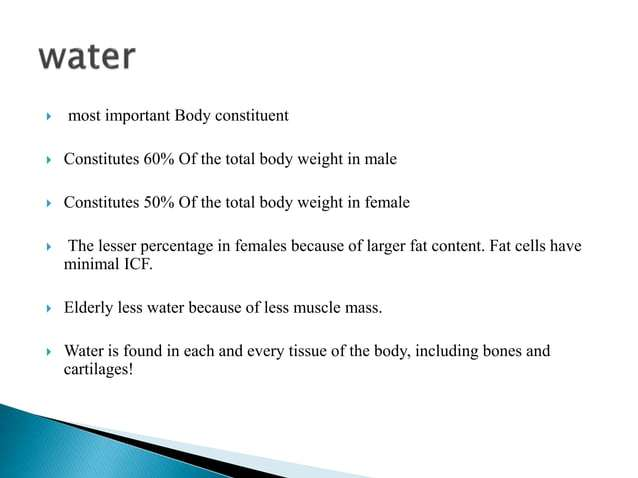 water
most important Body constituent
Constitutes 60% Of the total body weight in male
Constitutes 50% Of the total body weight in female
The lesser percentage in females because of larger fat content. Fat cells have
minimal ICF.
Elderly less water because of less muscle mass.
Water is found in each and every tissue of the body, including bones and
cartilages!